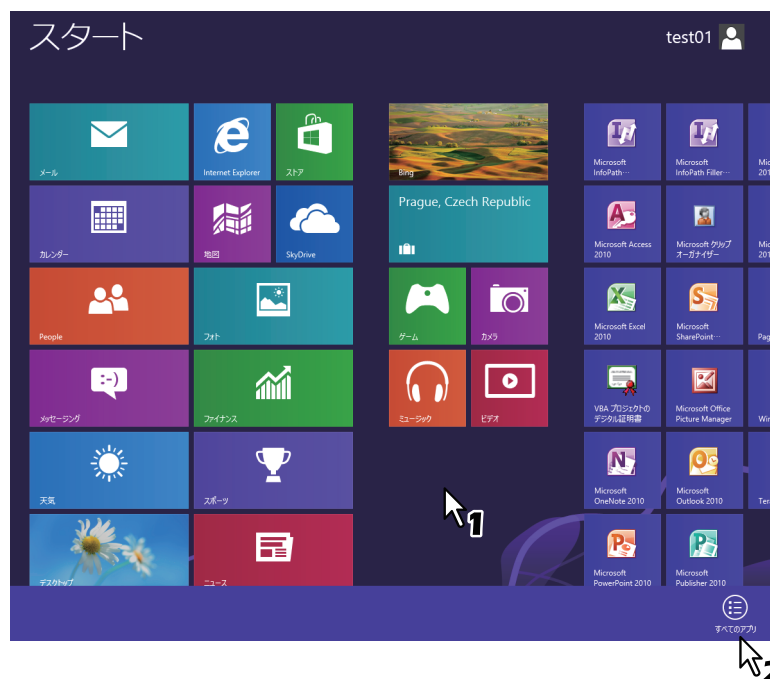 スタート
test01
メール
Internet Explorer
ストア
カレンダー
地図
SkyDrive
People
フォト
メッセージング
ファイナンス
天気
スポーツ
デスクトップ
ニュース
Bing
Prague, Czech Republic
ゲーム
カメラ
ミュージック
ビデオ
Microsoft
InfoPath…
Microsoft
InfoPath Filler…
Microsoft Access
2010
Microsoft クリップ
オーガナイザー
Microsoft Excel
2010
Microsoft
SharePoint…
VBA プロジェクトの
デジタル証明書
Microsoft Office
Picture Manager
Microsoft
OneNote 2010
Microsoft
Outlook 2010
Microsoft
PowerPoint 2010
Microsoft
Publisher 2010
1
すべてのアプリ